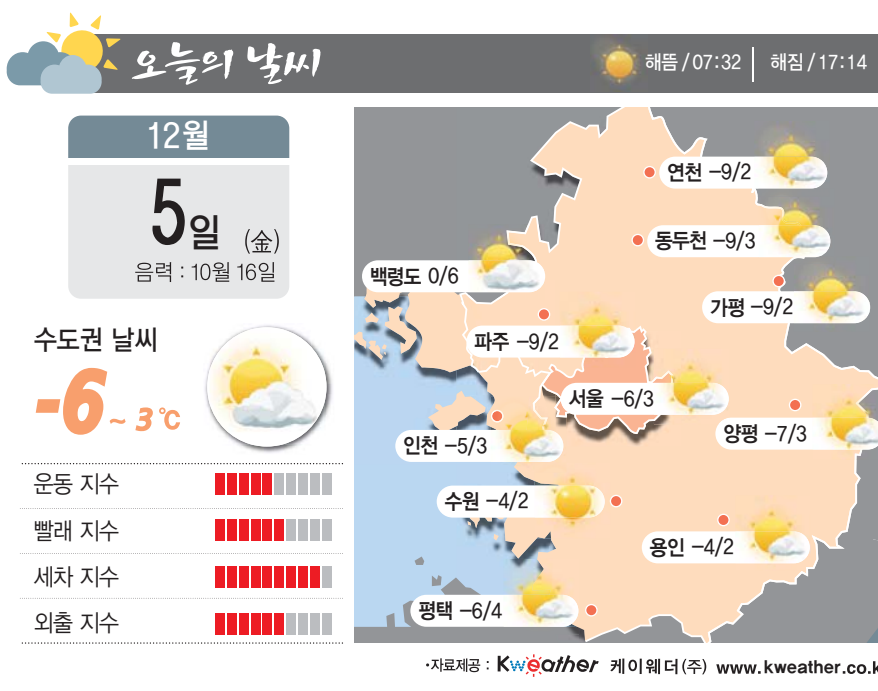 오늘의 날씨
해뜸 / 07:32 해짐 / 17:14
12월
5일 (金)
음력 : 10월 16일
수도권 날씨
-6 ~ 3 ℃
운동 지수
빨래 지수
세차 지수
외출 지수
연천 -9/2
동두천 -9/3
백령도 0/6
가평 -9/2
파주 -9/2
서울 -6/3
양평 -7/3
인천 -5/3
수원 -4/2
용인 -4/2
평택 -6/4
·자료제공 : Kweather 케이웨더(주) www.kweather.co.k